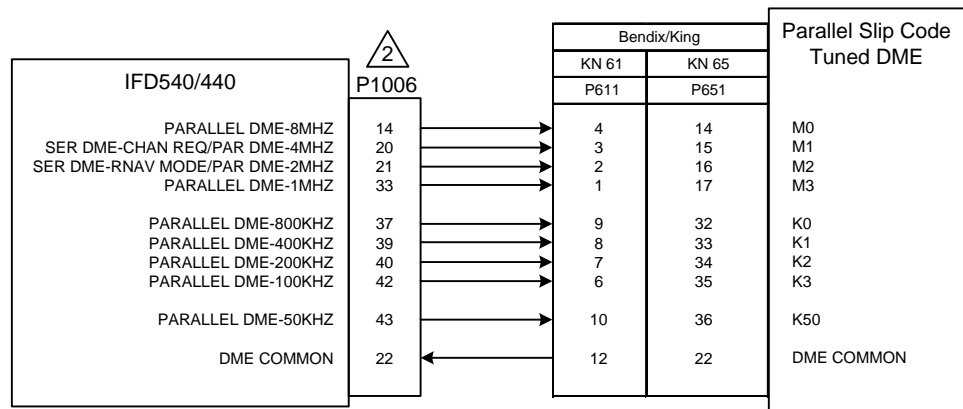 Parallel Slip Code
Tuned DME
Bendix/King
2
KN 61 KN 65
IFD540/440 P1006 P611 P651
PARALLEL DME-8MHZ 14 4 14 M0
SER DME-CHAN REQ/PAR DME-4MHZ 20 3 15 M1
SER DME-RNAV MODE/PAR DME-2MHZ 21 2 16 M2
PARALLEL DME-1MHZ 33 1 17 M3
PARALLEL DME-800KHZ 37 9 32 K0
PARALLEL DME-400KHZ 39 8 33 K1
PARALLEL DME-200KHZ 40 7 34 K2
PARALLEL DME-100KHZ 42 6 35 K3
PARALLEL DME-50KHZ 43 10 36 K50
DME COMMON 22 12 22 DME COMMON